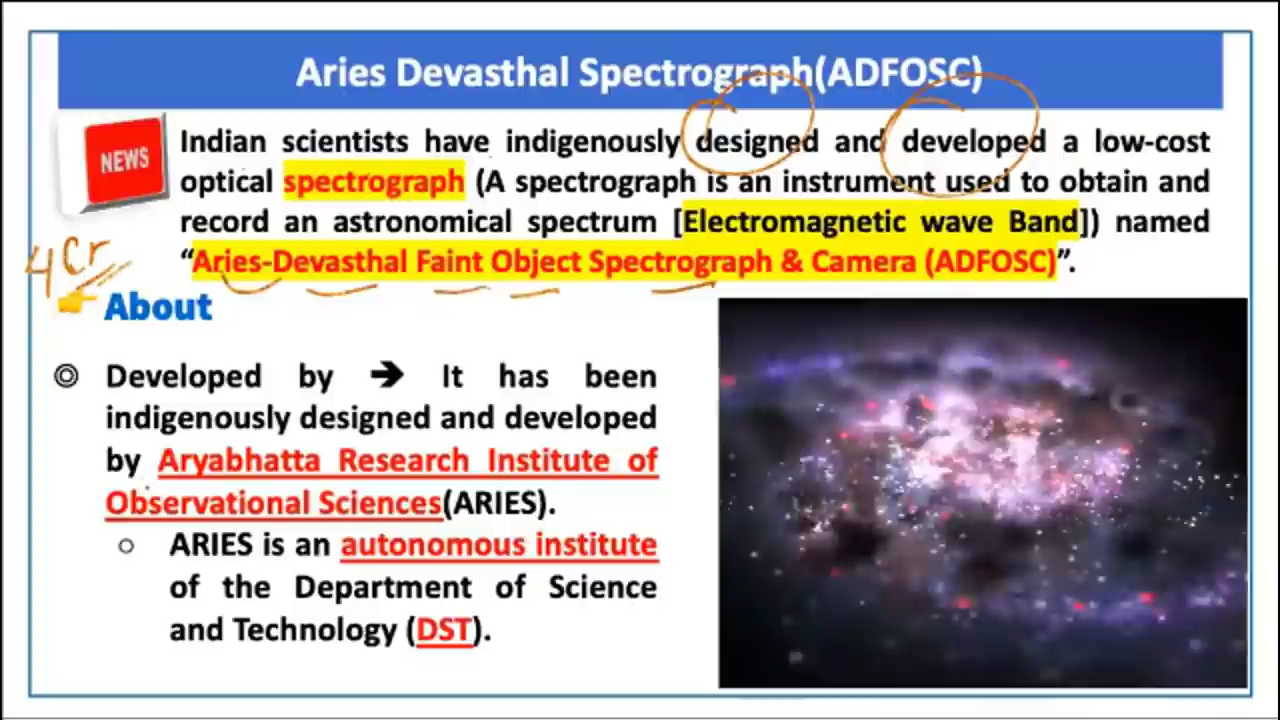 Aries Devasthal Spectrograph(ADFOSC)
NEWS
Indian scientists have indigenously designed and developed a low-cost
optical spectrograph (A spectrograph is an instrument used to obtain and
record an astronomical spectrum [Electromagnetic wave Band]) named
“Aries-Devasthal Faint Object Spectrograph & Camera (ADFOSC)”.
4 Cr
About
Developed by ➔ It has been
indigenously designed and developed
by Aryabhatta Research Institute of
Observational Sciences(ARIES).
ARIES is an autonomous institute
of the Department of Science
and Technology (DST).